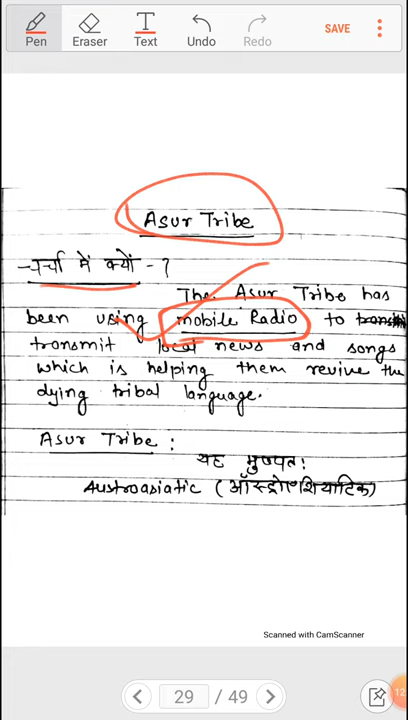 Pen
Eraser
Text
Undo
Redo
SAVE
Asur Tribe
-चर्चा में क्यों - ?
The Asur Tribe has
been using mobile Radio to
transmit local news and songs
which is helping them revive the
dying tribal language.
Asur Tribe :
यह मुख्यतः
Austroasiatic (ऑस्ट्रोएशियाटिक)
Scanned with CamScanner
29 / 49
12